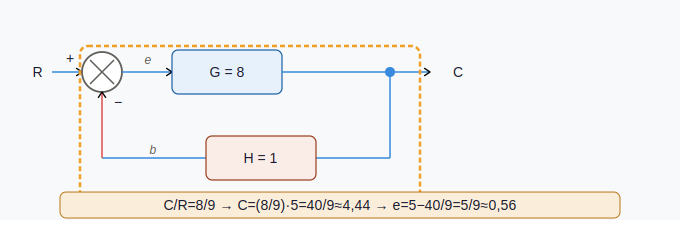 +
R
e
G = 8
C
−
b
H = 1
C/R=8/9 → C=(8/9)·5=40/9≈4,44 → e=5−40/9=5/9≈0,56